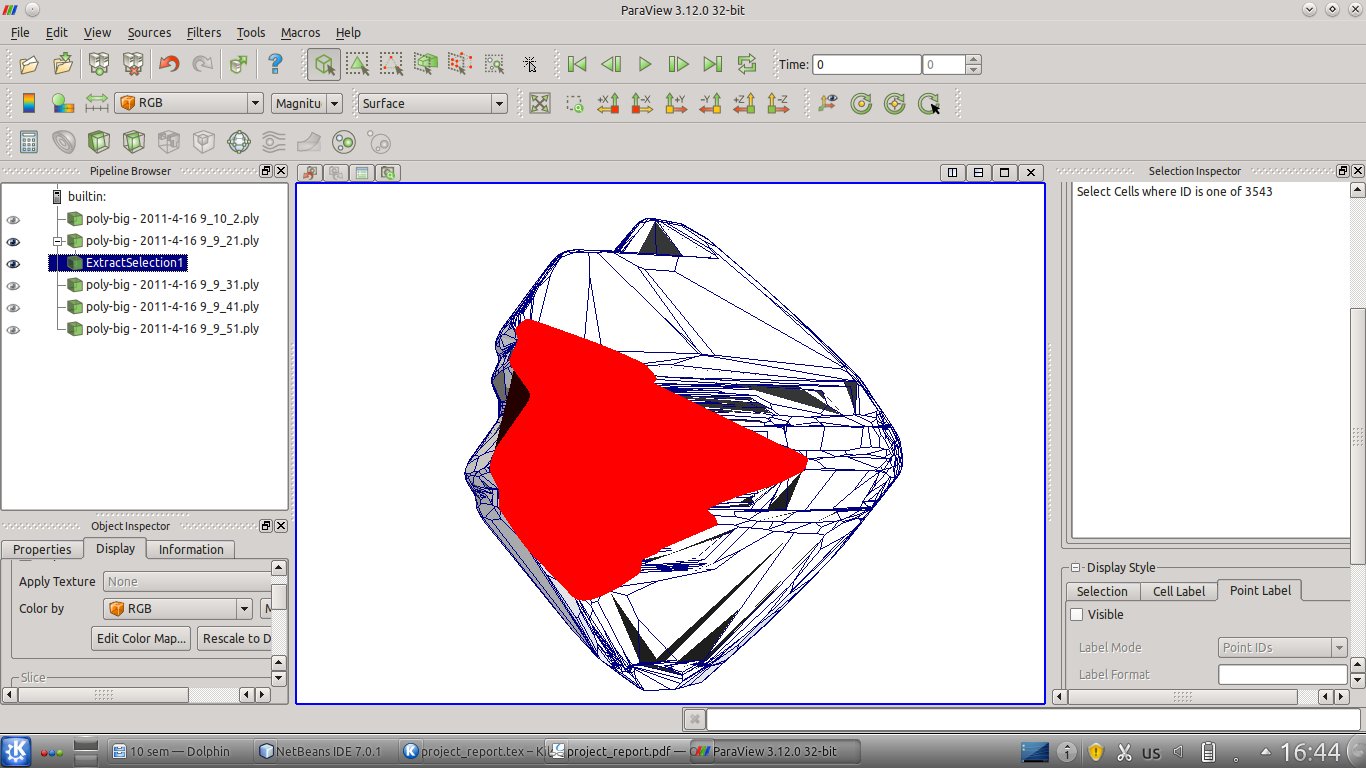 ParaView 3.12.0 32-bit
File Edit View Sources Filters Tools Macros Help
Time: 0 0
RGB Magnitu Surface
+X -X +Y -Y +Z -Z
Pipeline Browser
Selection Inspector
builtin:
poly-big - 2011-4-16 9_10_2.ply
poly-big - 2011-4-16 9_9_21.ply
ExtractSelection1
poly-big - 2011-4-16 9_9_31.ply
poly-big - 2011-4-16 9_9_41.ply
poly-big - 2011-4-16 9_9_51.ply
Select Cells where ID is one of 3543
Object Inspector
Properties Display Information
Apply Texture None
Color by RGB M
Edit Color Map... Rescale to D
Slice
Display Style
Selection Cell Label Point Label
Visible
Label Mode Point IDs
Label Format
10 sem — Dolphin NetBeans IDE 7.0.1 project_report.tex – K project_report.pdf — ParaView 3.12.0 32-bit us 16:44